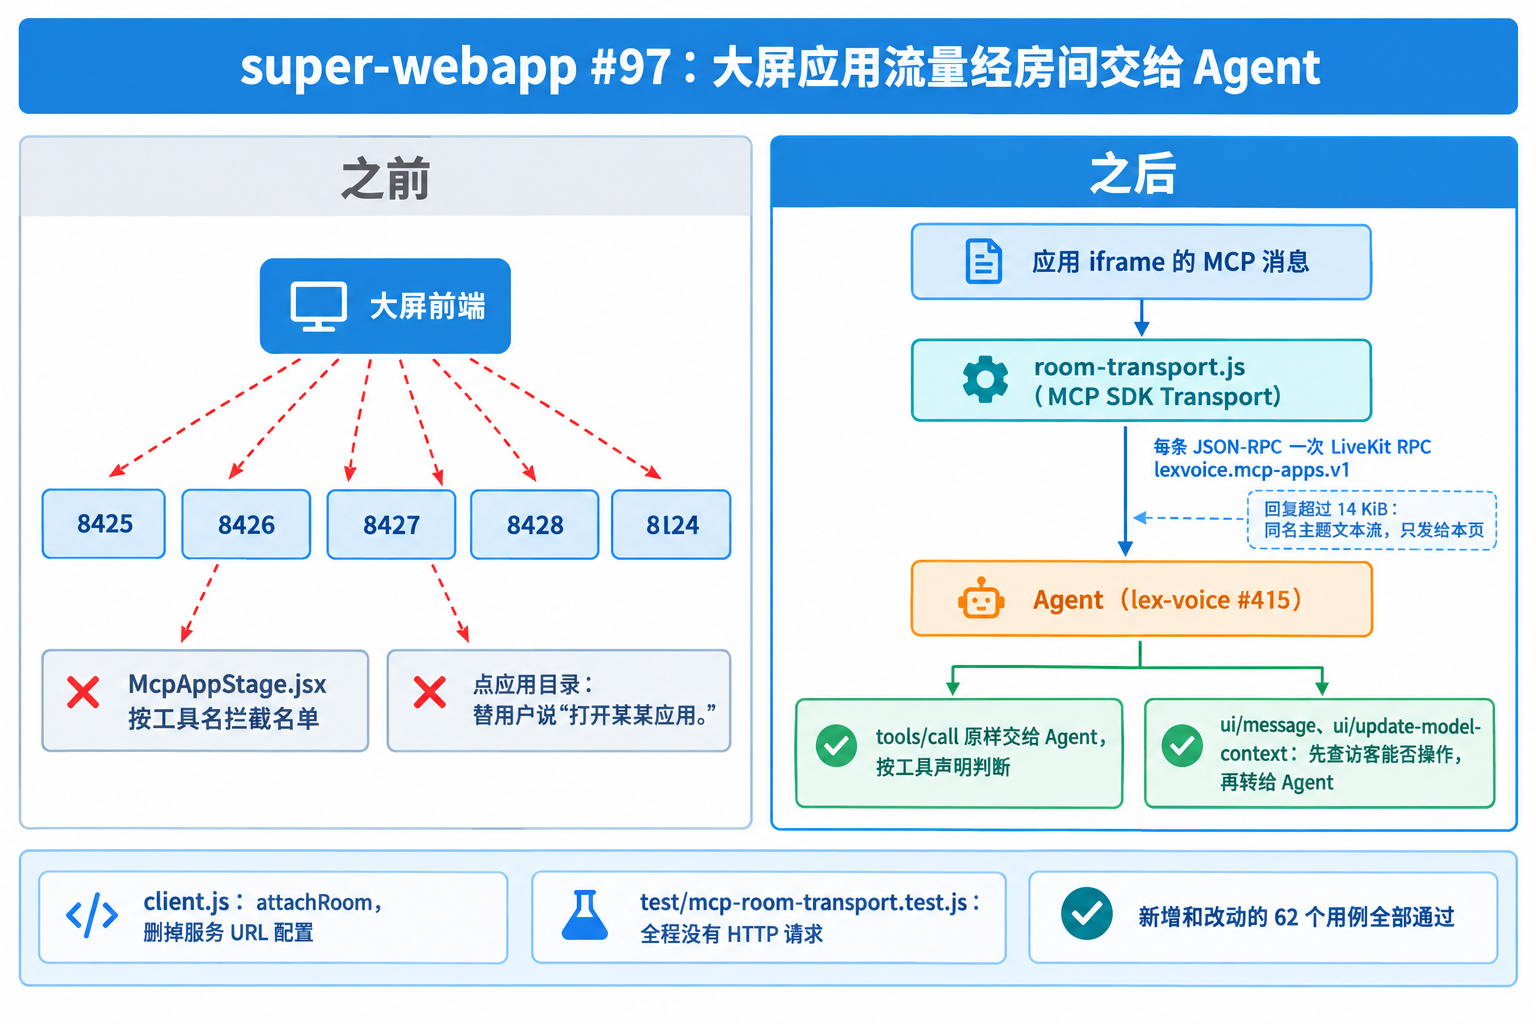 super-webapp #97：大屏应用流量经房间交给 Agent
之前
大屏前端
8425
8426
8427
8428
8124
McpAppStage.jsx
按工具名拦截名单
点应用目录：
替用户说“打开某某应用。”
之后
应用 iframe 的 MCP 消息
room-transport.js
（MCP SDK Transport）
每条 JSON-RPC 一次 LiveKit RPC
lexvoice.mcp-apps.v1
回复超过 14 KiB：
同名主题文本流，只发给本页
Agent（lex-voice #415）
tools/call 原样交给 Agent，
按工具声明判断
ui/message、ui/update-model-
context：先查访客能否操作，
再转给 Agent
client.js：attachRoom，
删掉服务 URL 配置
test/mcp-room-transport.test.js：
全程没有 HTTP 请求
新增和改动的 62 个用例全部通过